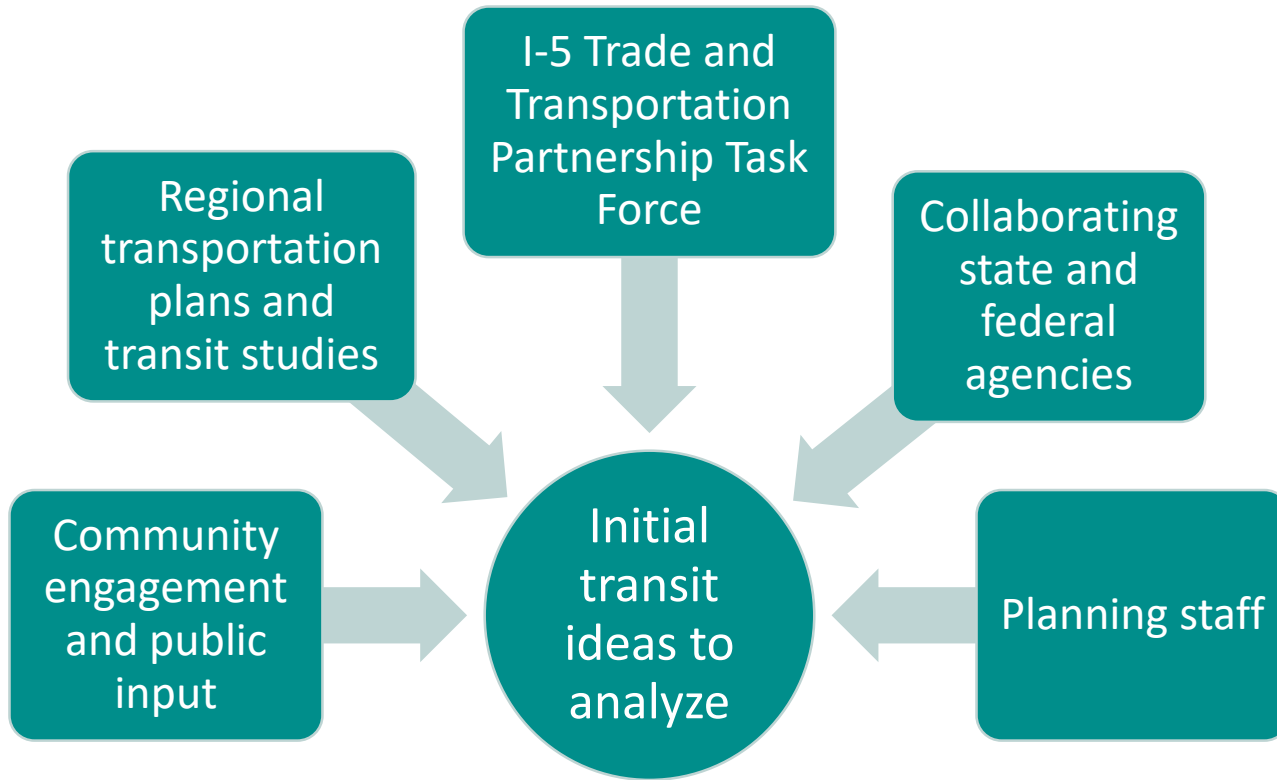 I-5 Trade and
Transportation
Partnership Task
Force
Regional
transportation
plans and
transit studies
Collaborating
state and
federal
agencies
Community
engagement
and public
input
Initial
transit
ideas to
analyze
Planning staff